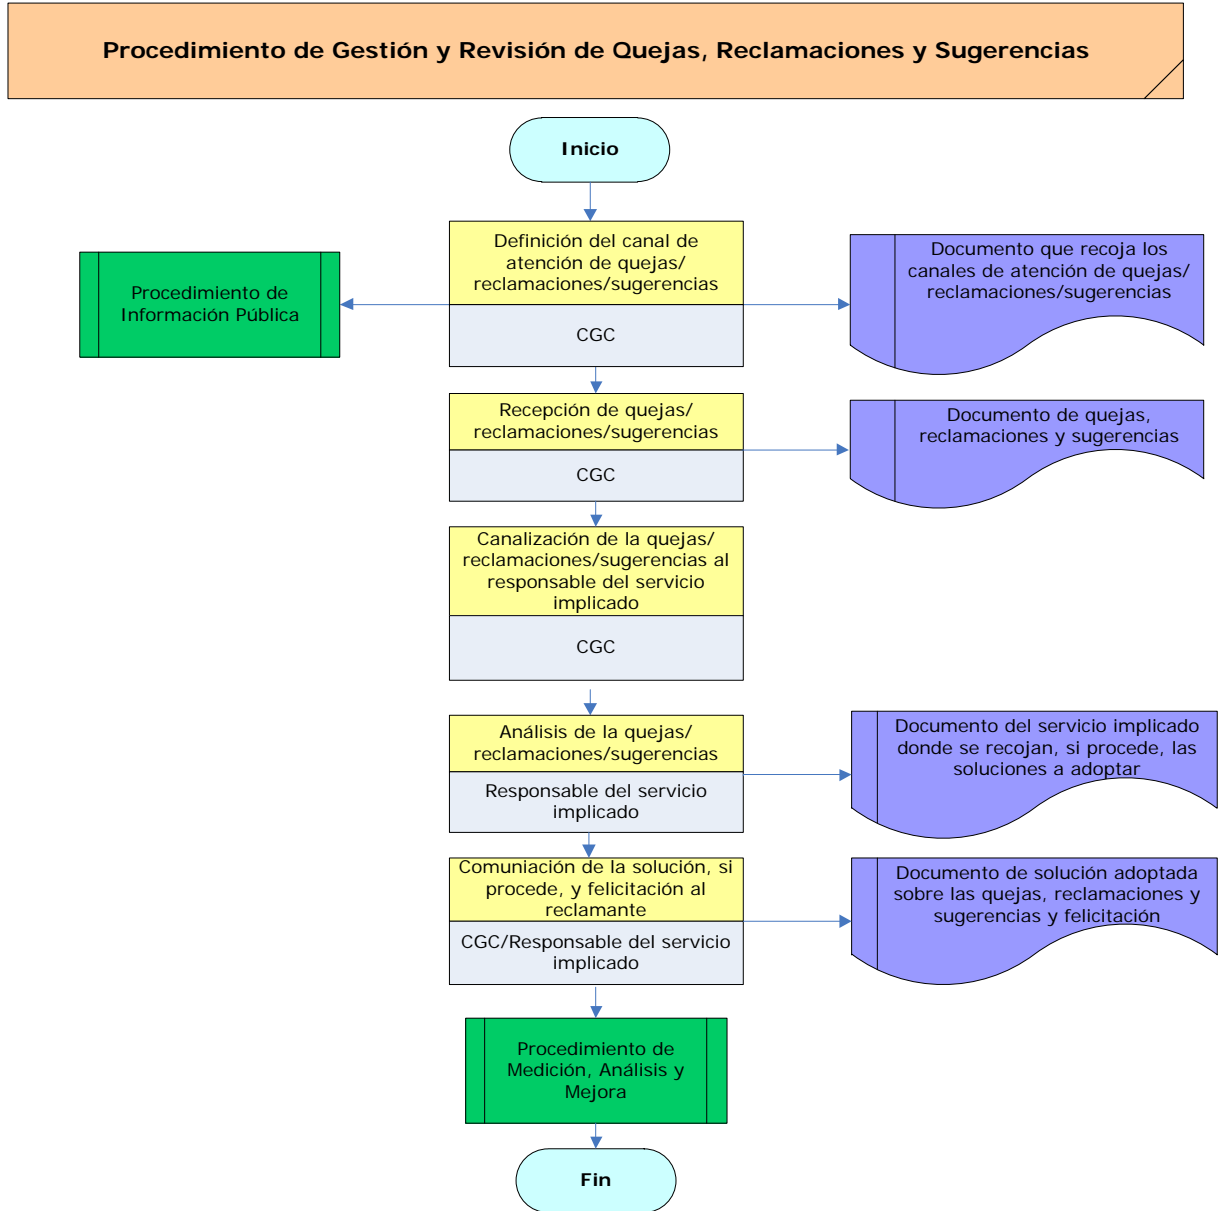 Procedimiento de Gestión y Revisión de Quejas, Reclamaciones y Sugerencias
Inicio
Definición del canal de
atención de quejas/
reclamaciones/sugerencias
CGC
Procedimiento de
Información Pública
Documento que recoja los
canales de atención de quejas/
reclamaciones/sugerencias
Recepción de quejas/
reclamaciones/sugerencias
CGC
Documento de quejas,
reclamaciones y sugerencias
Canalización de la quejas/
reclamaciones/sugerencias al
responsable del servicio
implicado
CGC
Análisis de la quejas/
reclamaciones/sugerencias
Responsable del servicio
implicado
Documento del servicio implicado
donde se recojan, si procede, las
soluciones a adoptar
Comuniación de la solución, si
procede, y felicitación al
reclamante
CGC/Responsable del servicio
implicado
Documento de solución adoptada
sobre las quejas, reclamaciones y
sugerencias y felicitación
Procedimiento de
Medición, Análisis y
Mejora
Fin